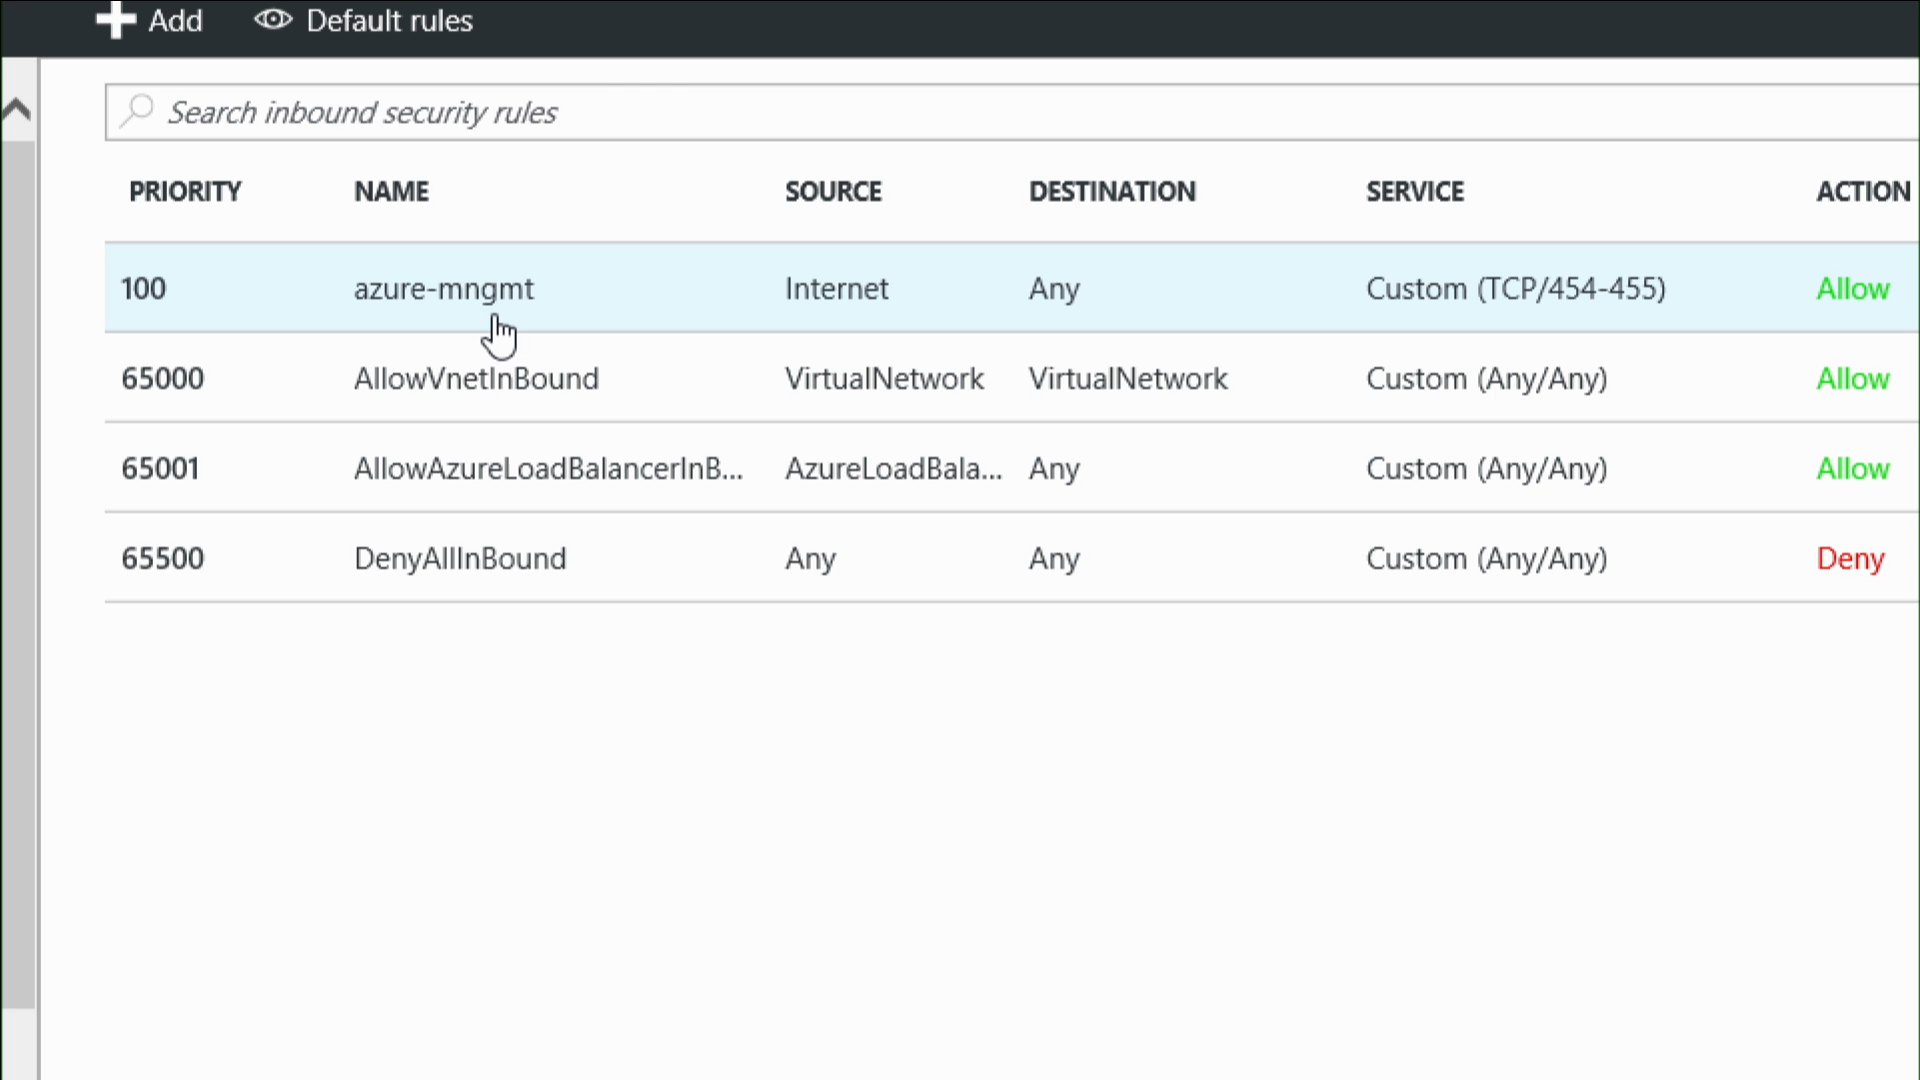 Add Default rules
Search inbound security rules
PRIORITY NAME SOURCE DESTINATION SERVICE ACTION
100 azure-mngmt Internet Any Custom (TCP/454-455) Allow
65000 AllowVnetInBound VirtualNetwork VirtualNetwork Custom (Any/Any) Allow
65001 AllowAzureLoadBalancerInB... AzureLoadBala... Any Custom (Any/Any) Allow
65500 DenyAllInBound Any Any Custom (Any/Any) Deny